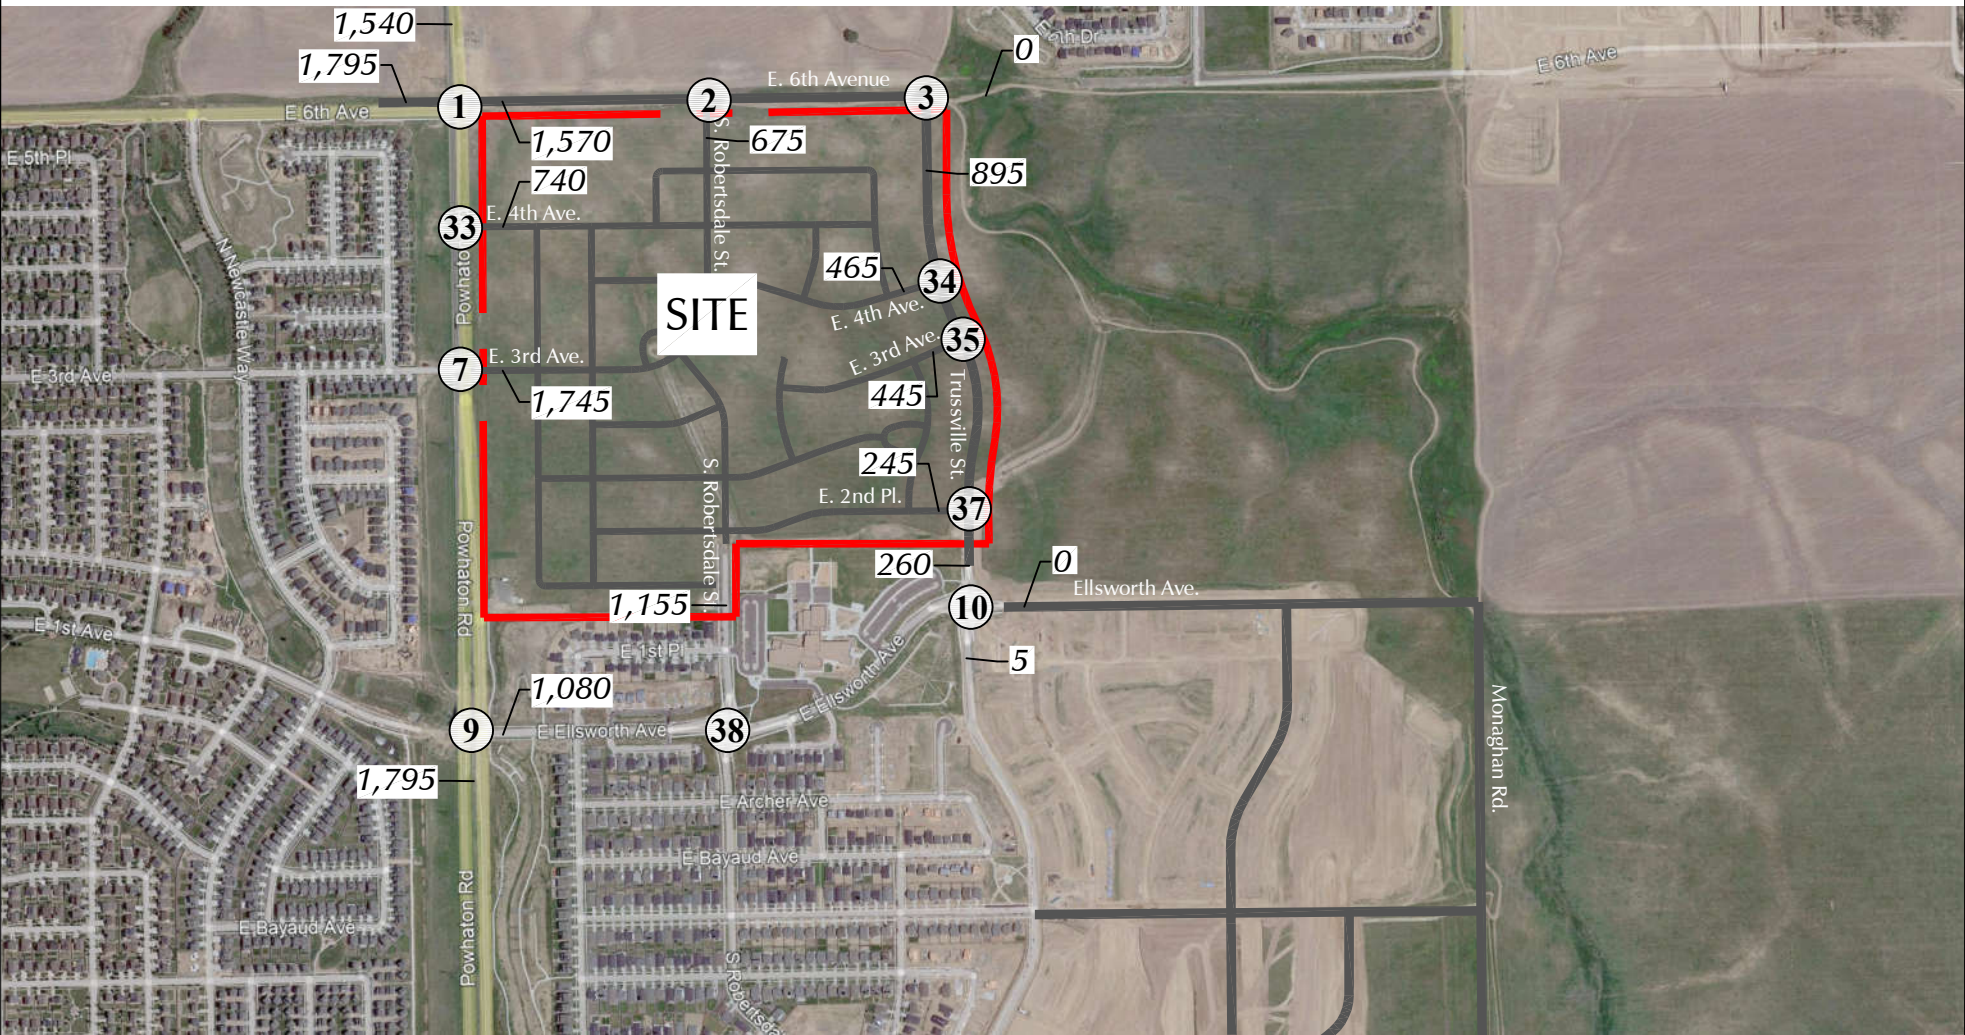 1,540
E 6th Dr
0
1,795
E. 6th Avenue
E 6th Ave
1
2
3
E 6th Ave
1,570
675
E 5th Pl
740
895
S. Robertsdale St.
33
E. 4th Ave.
N Newcastle Way
Powhato
465
34
SITE
E. 4th Ave.
35
E. 3rd Ave.
E 3rd Ave
7
E. 3rd Ave.
1,745
445
Trussville St.
245
E. 2nd Pl.
37
S. Robertsdale St.
Powhaton Rd
260
0
Ellsworth Ave.
1,155
10
E 1st Ave
E 1st Pl
5
E Ellsworth Ave
1,080
9
E Ellsworth Ave
38
Monaghan Rd.
1,795
E Archer Ave
E Bayaud Ave
Powhaton Rd
E Bayaud Ave
S Robertsda